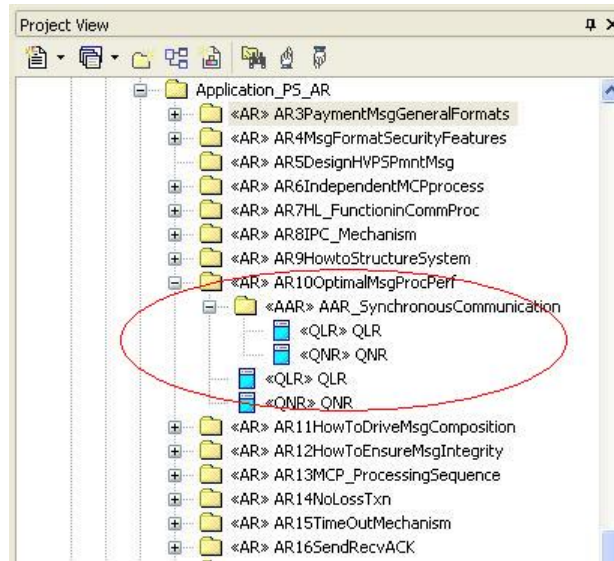 Project View
Application_PS_AR
«AR» AR3PaymentMsgGeneralFormats
«AR» AR4MsgFormatSecurityFeatures
«AR» AR5DesignHVPSPmntMsg
«AR» AR6IndependentMCPprocess
«AR» AR7HL_FunctioninCommProc
«AR» AR8IPC_Mechanism
«AR» AR9HowtoStructureSystem
«AR» AR10OptimalMsgProcPerf
«AAR» AAR_SynchronousCommunication
«QLR» QLR
«QNR» QNR
«QLR» QLR
«QNR» QNR
«AR» AR11HowToDriveMsgComposition
«AR» AR12HowToEnsureMsgIntegrity
«AR» AR13MCP_ProcessingSequence
«AR» AR14NoLossTxn
«AR» AR15TimeOutMechanism
«AR» AR16SendRecvACK